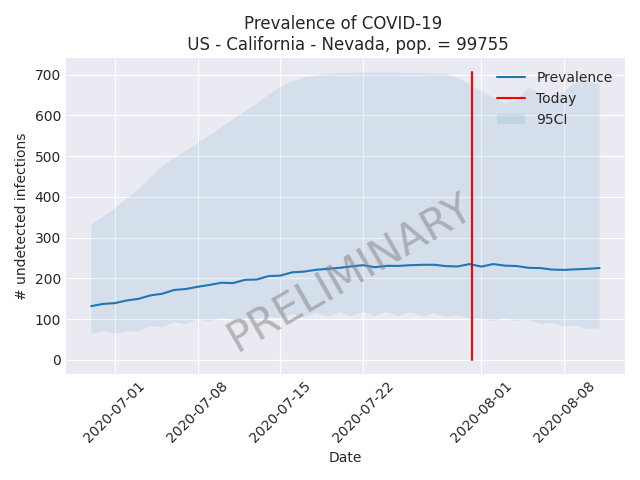 Prevalence of COVID-19
US - California - Nevada, pop. = 99755
700
600
500
400
300
200
100
0
# undetected infections
Prevalence
Today
95CI
PRELIMINARY
2020-07-01
2020-07-08
2020-07-15
2020-07-22
2020-08-01
2020-08-08
Date